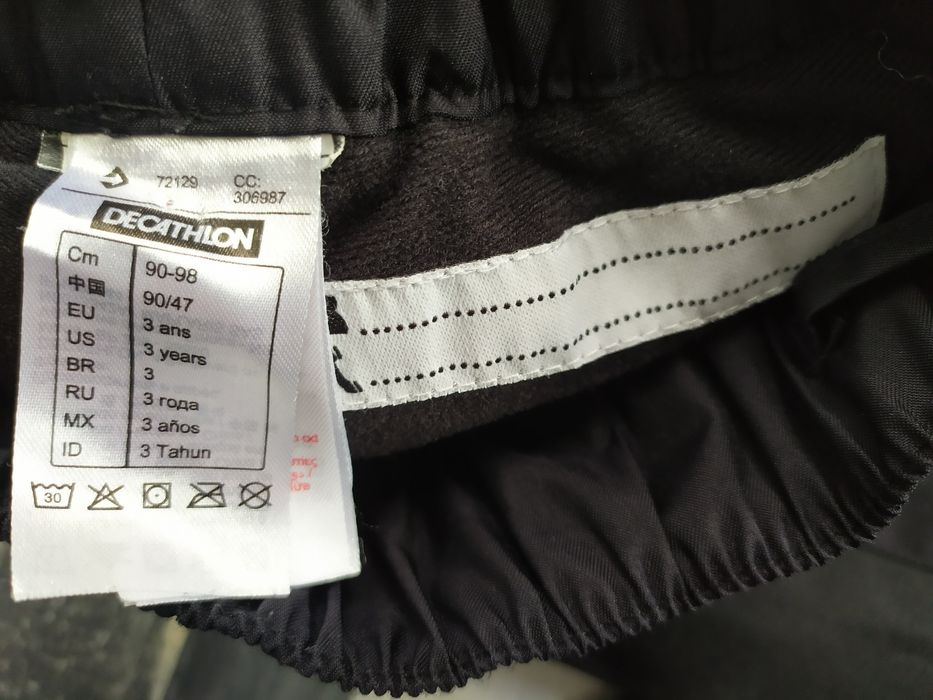 72129 CC:
306987
DECATHLON
Cm 90-98
中国 90/47
EU 3 ans
US 3 years
BR 3
RU 3 года
MX 3 años
ID 3 Tahun
30